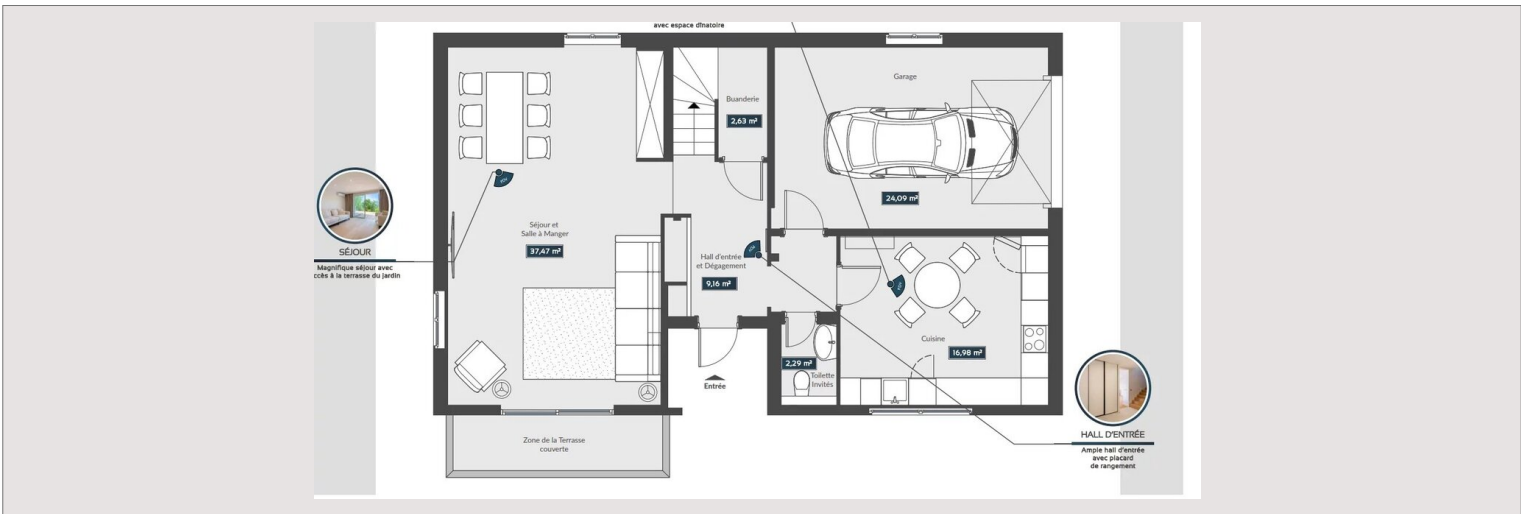 avec espace dînatoire
Garage
24,09 m²
Buanderie
2,63 m²
Séjour et
Salle à Manger
37,47 m²
SÉJOUR
Magnifique séjour avec
ccès à la terrasse du jardin
Hall d'entrée
et Dégagement
9,16 m²
Cuisine
16,98 m²
2,29 m²
Toilette
Invités
Entrée
Zone de la Terrasse
couverte
HALL D'ENTRÉE
Ample hall d'entrée
avec placard
de rangement